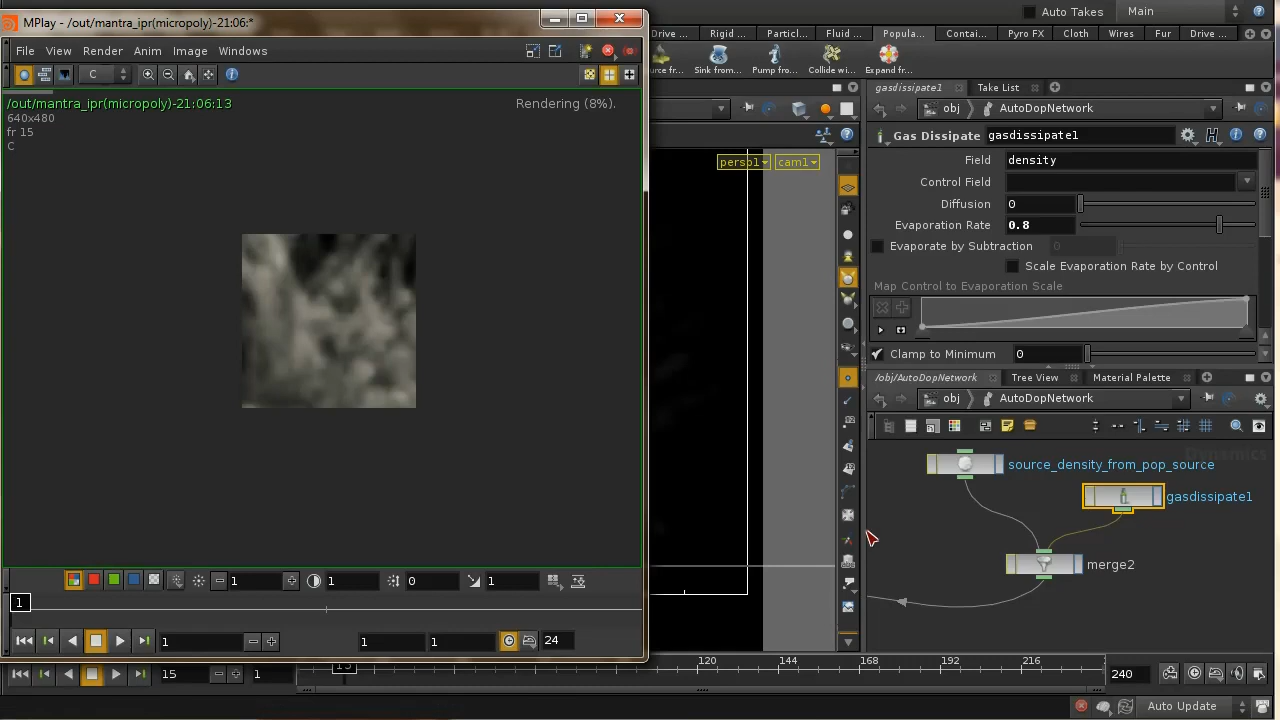 MPlay - /out/mantra_ipr(micropoly)-21:06:*
File View Render Anim Image Windows
C
/out/mantra_ipr(micropoly)-21:06:13
Rendering (8%).
640x480
fr 15
C
1 1 0 1
1
1 1 1 24
Auto Takes Main
Drive ... Rigid ... Particl... Fluid ... Popula... Contai... Pyro FX Cloth Wires Fur Drive ...
Sink from... Pump fro... Collide wi... Expand fr...
gasdissipate1 Take List
obj AutoDopNetwork
Gas Dissipate gasdissipate1
persp1 cam1
Field density
Control Field
Diffusion 0
Evaporation Rate 0.8
Evaporate by Subtraction 0
Scale Evaporation Rate by Control
Map Control to Evaporation Scale
Clamp to Minimum 0
/obj/AutoDopNetwork Tree View Material Palette
obj AutoDopNetwork
Dynamics
source_density_from_pop_source
gasdissipate1
merge2
15 1 120 144 168 192 216 240
Auto Update